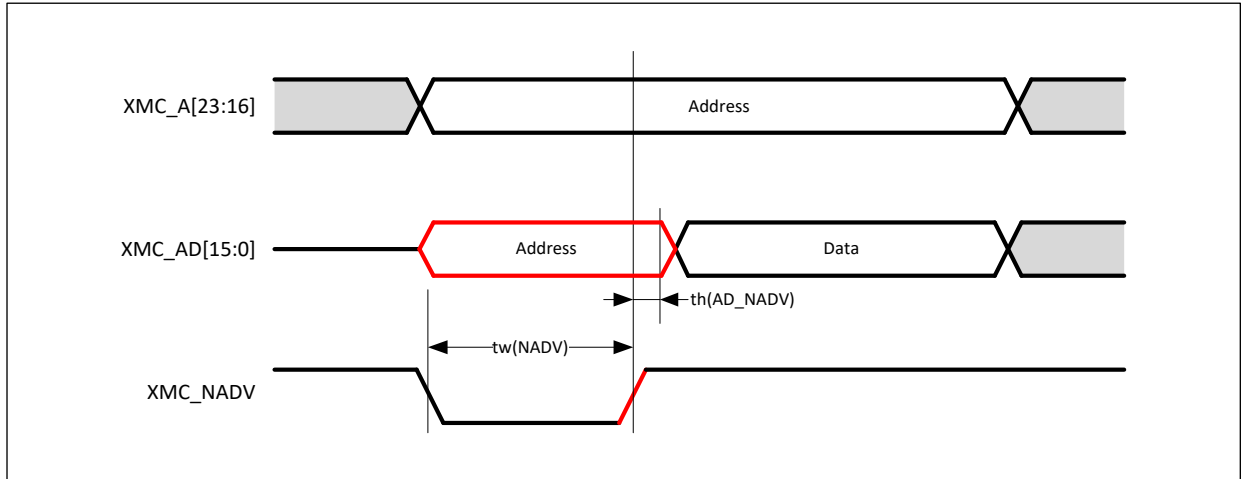 XMC_A[23:16]
Address
XMC_AD[15:0]
Address
Data
th(AD_NADV)
tw(NADV)
XMC_NADV